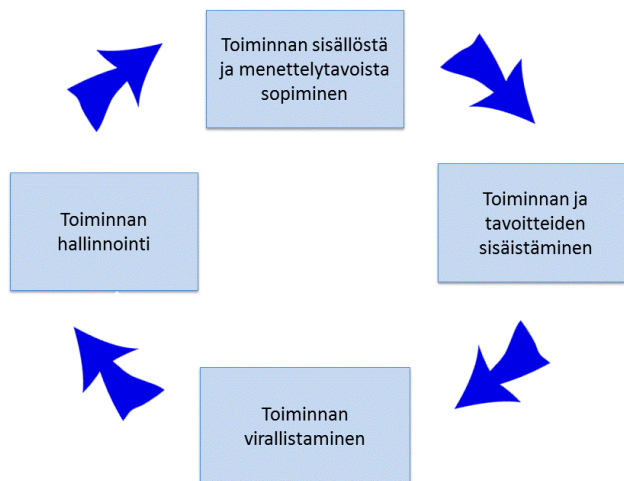 Toiminnan sisällöstä
ja menettelytavoista
sopiminen
Toiminnan ja
tavoitteiden
sisäistäminen
Toiminnan
virallistaminen
Toiminnan
hallinnointi